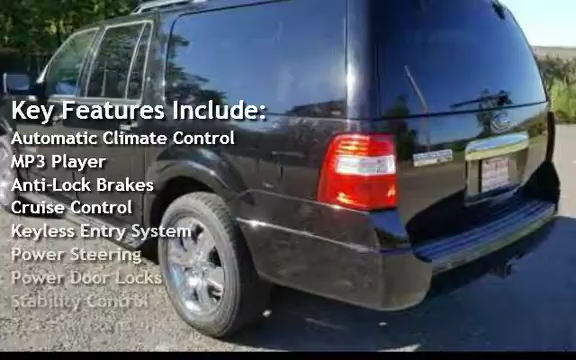 Key Features Include:
Automatic Climate Control
MP3 Player
Anti-Lock Brakes
Cruise Control
Keyless Entry System
Power Steering
Power Door Locks
Stability Control